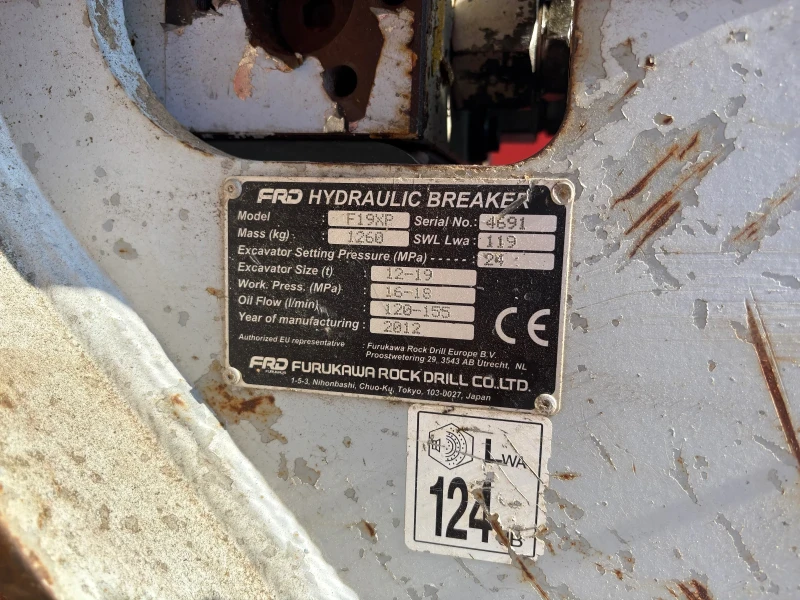 FRD HYDRAULIC BREAKER
Model : F19XP Serial No.: 4691
Mass (kg) : 1260 SWL Lwa : 119
Excavator Setting Pressure (MPa) ------ : 24
Excavator Size (t) : 12-19
Work. Press. (MPa) : 16-18
Oil Flow (l/min) : 120-155
Year of manufacturing : 2012
CE
Authorized EU representative : Furukawa Rock Drill Europe B.V.
Proostwetering 29, 3543 AB Utrecht, NL
FRD FURUKAWA FURUKAWA ROCK DRILL CO.LTD.
1-5-3, Nihonbashi, Chuo-Ku, Tokyo, 103-0027, Japan
LWA
124